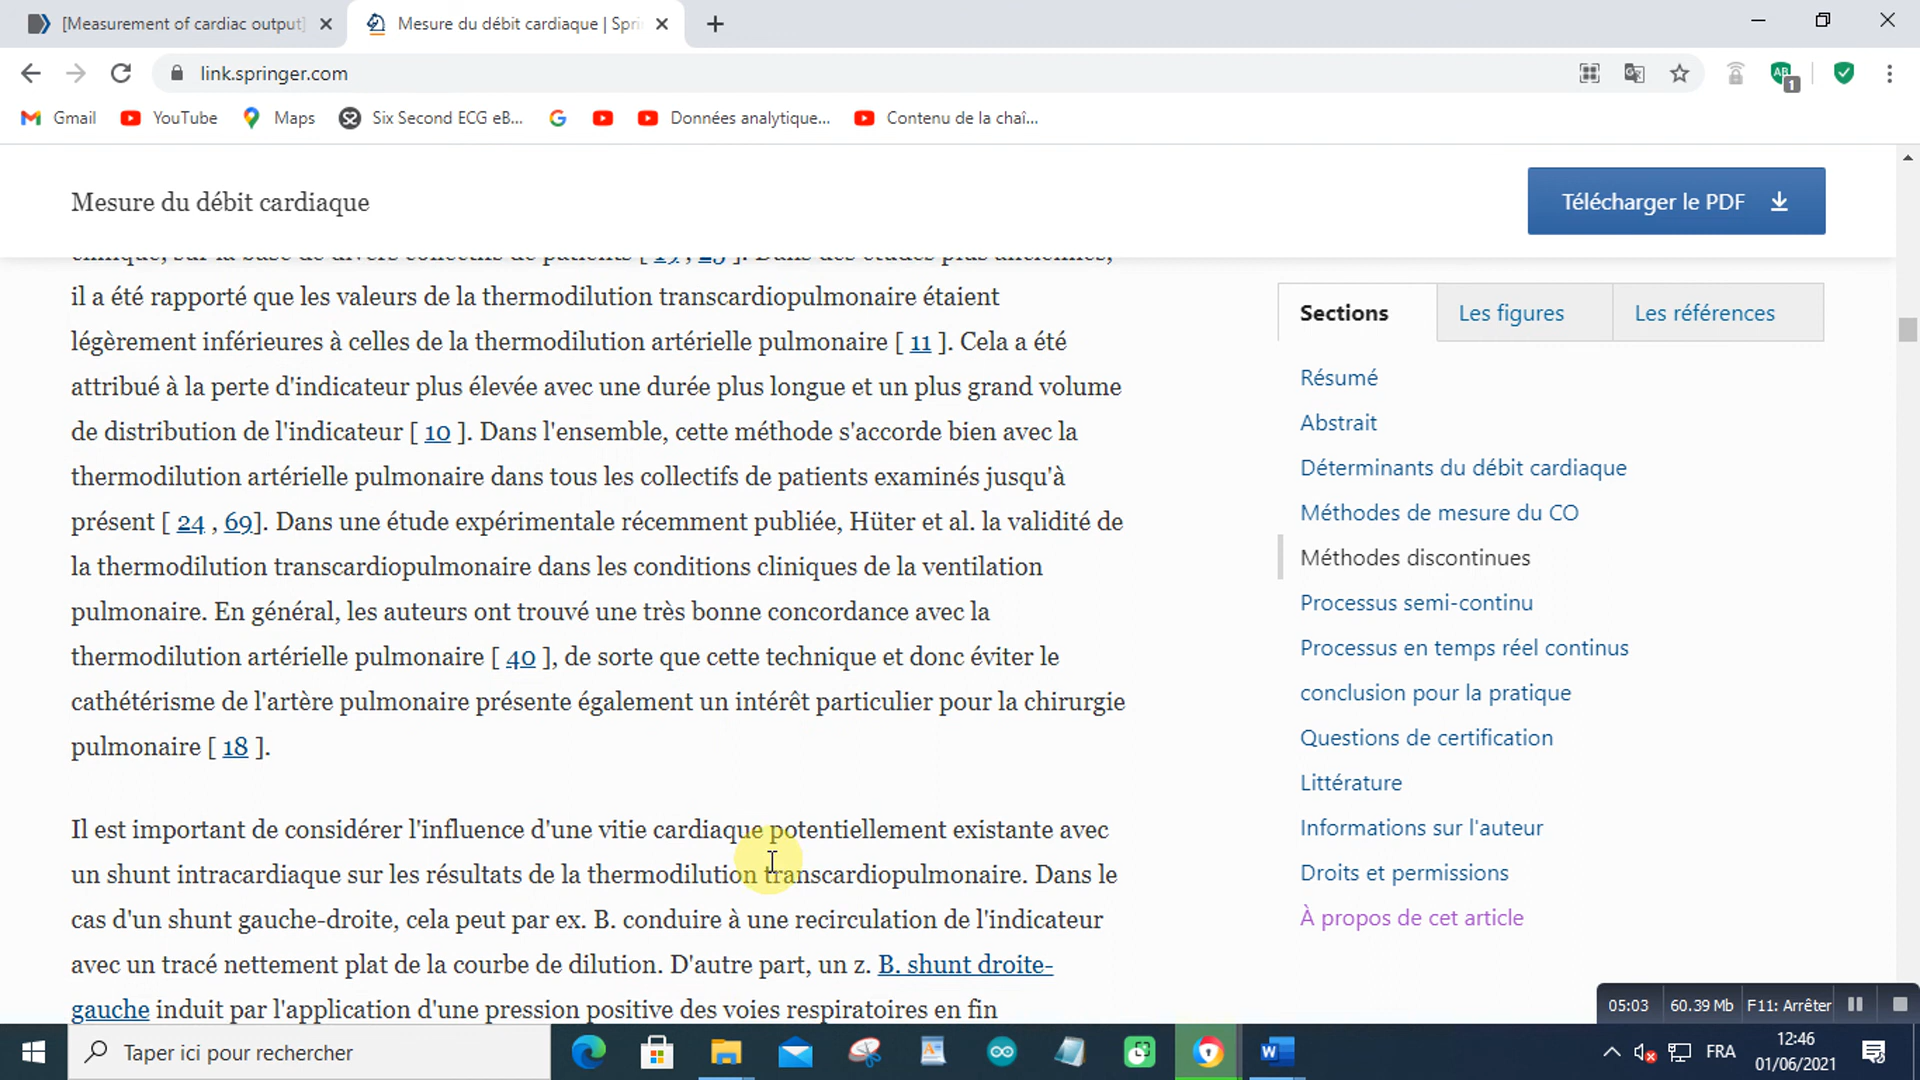 [Measurement of cardiac output]
Mesure du débit cardiaque | Spri
link.springer.com
Gmail
YouTube
Maps
Six Second ECG eB...
Données analytique...
Contenu de la chaî...
Mesure du débit cardiaque
Télécharger le PDF
il a été rapporté que les valeurs de la thermodilution transcardiopulmonaire étaient
légèrement inférieures à celles de la thermodilution artérielle pulmonaire [ 11 ]. Cela a été
attribué à la perte d'indicateur plus élevée avec une durée plus longue et un plus grand volume
de distribution de l'indicateur [ 10 ]. Dans l'ensemble, cette méthode s'accorde bien avec la
thermodilution artérielle pulmonaire dans tous les collectifs de patients examinés jusqu'à
présent [ 24 , 69]. Dans une étude expérimentale récemment publiée, Hüter et al. la validité de
la thermodilution transcardiopulmonaire dans les conditions cliniques de la ventilation
pulmonaire. En général, les auteurs ont trouvé une très bonne concordance avec la
thermodilution artérielle pulmonaire [ 40 ], de sorte que cette technique et donc éviter le
cathétérisme de l'artère pulmonaire présente également un intérêt particulier pour la chirurgie
pulmonaire [ 18 ].
Il est important de considérer l'influence d'une vitie cardiaque potentiellement existante avec
un shunt intracardiaque sur les résultats de la thermodilution transcardiopulmonaire. Dans le
cas d'un shunt gauche-droite, cela peut par ex. B. conduire à une recirculation de l'indicateur
avec un tracé nettement plat de la courbe de dilution. D'autre part, un z. B. shunt droite-
gauche induit par l'application d'une pression positive des voies respiratoires en fin
Sections
Les figures
Les références
Résumé
Abstrait
Déterminants du débit cardiaque
Méthodes de mesure du CO
Méthodes discontinues
Processus semi-continu
Processus en temps réel continus
conclusion pour la pratique
Questions de certification
Littérature
Informations sur l'auteur
Droits et permissions
À propos de cet article
05:03
60.39 Mb
F11: Arrêter
Taper ici pour rechercher
FRA
12:46
01/06/2021